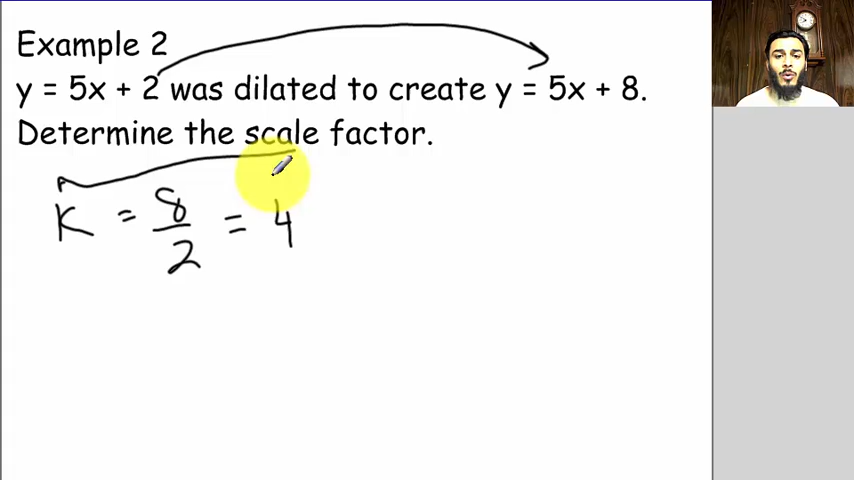 Example 2
y = 5x + 2 was dilated to create y = 5x + 8.
Determine the scale factor.
K = 8/2 = 4